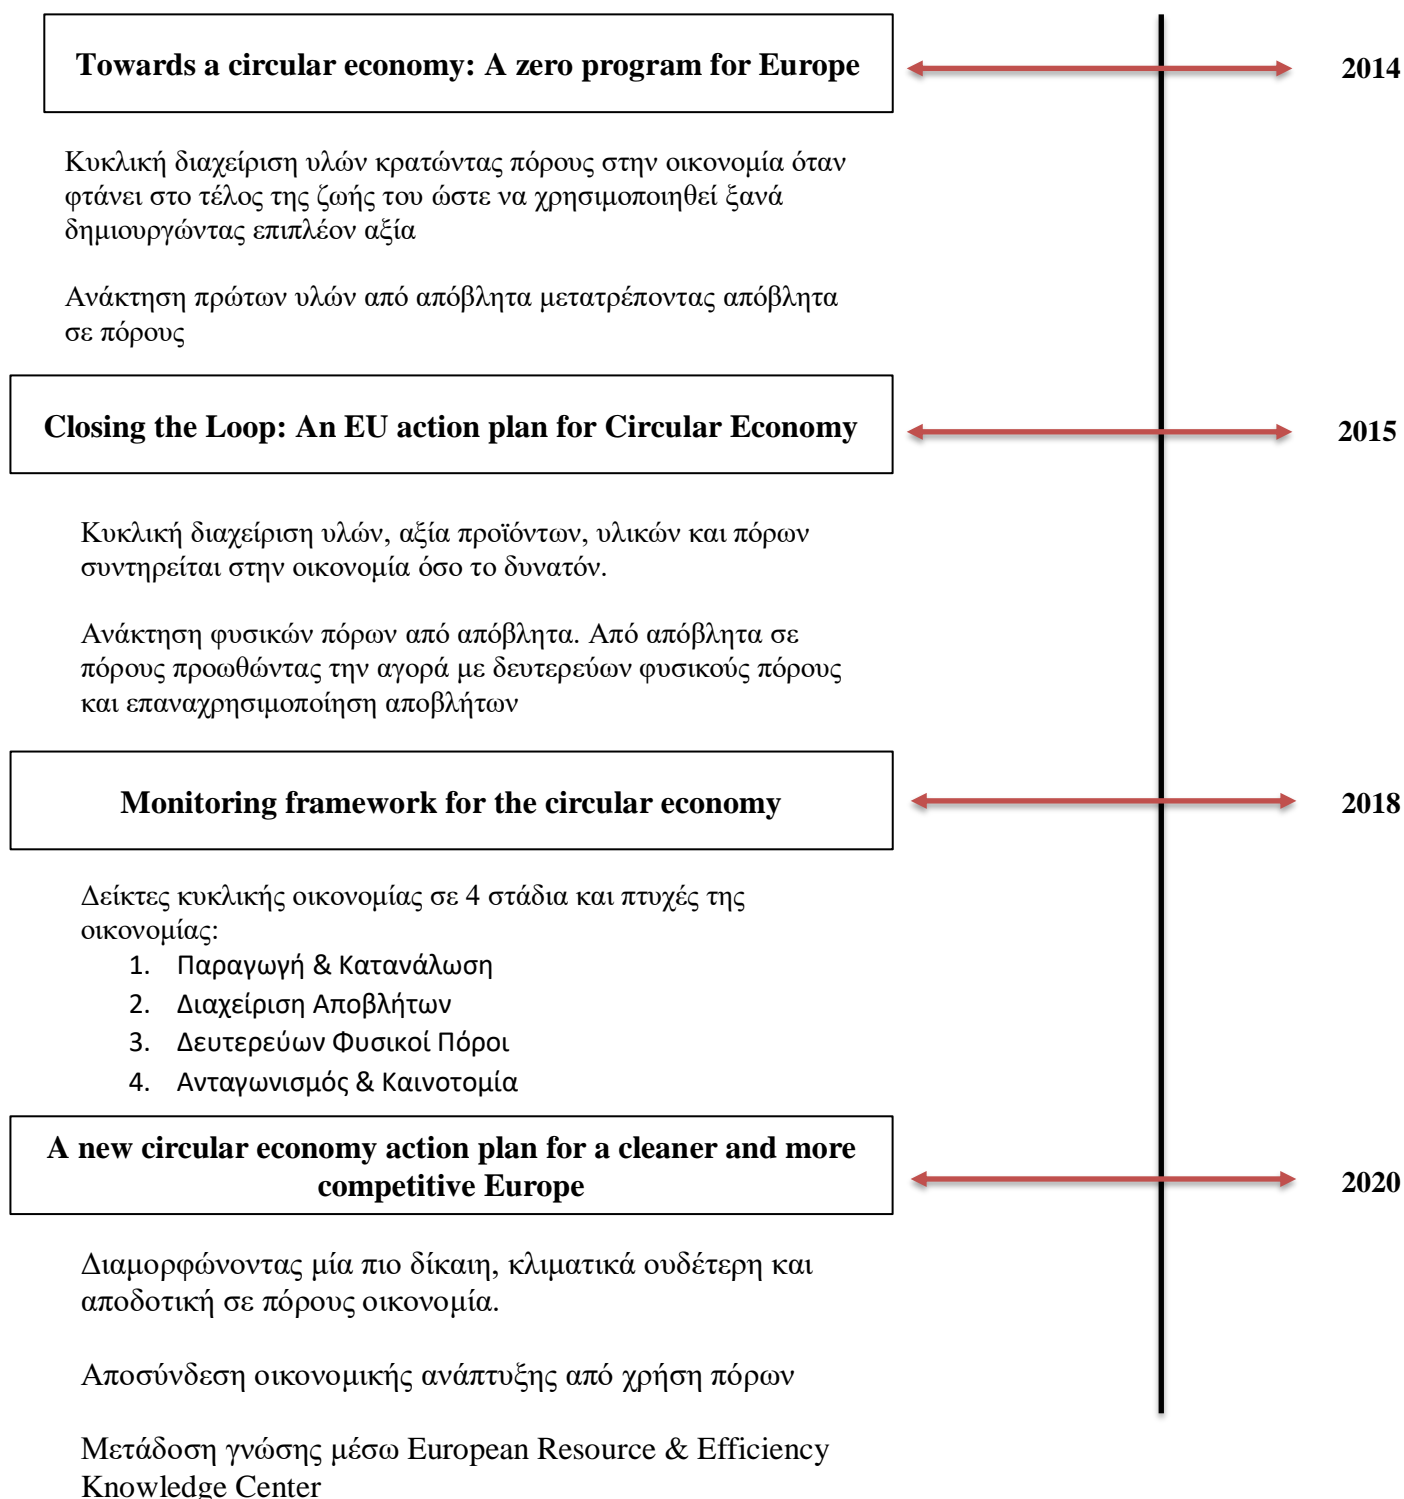 Towards a circular economy: A zero program for Europe
2014
Κυκλική διαχείριση υλών κρατώντας πόρους στην οικονομία όταν
φτάνει στο τέλος της ζωής του ώστε να χρησιμοποιηθεί ξανά
δημιουργώντας επιπλέον αξία
Ανάκτηση πρώτων υλών από απόβλητα μετατρέποντας απόβλητα
σε πόρους
Closing the Loop: An EU action plan for Circular Economy
2015
Κυκλική διαχείριση υλών, αξία προϊόντων, υλικών και πόρων
συντηρείται στην οικονομία όσο το δυνατόν.
Ανάκτηση φυσικών πόρων από απόβλητα. Από απόβλητα σε
πόρους προωθώντας την αγορά με δευτερεύων φυσικούς πόρους
και επαναχρησιμοποίηση αποβλήτων
Monitoring framework for the circular economy
2018
Δείκτες κυκλικής οικονομίας σε 4 στάδια και πτυχές της
οικονομίας:
1. Παραγωγή & Κατανάλωση
2. Διαχείριση Αποβλήτων
3. Δευτερεύων Φυσικοί Πόροι
4. Ανταγωνισμός & Καινοτομία
A new circular economy action plan for a cleaner and more
competitive Europe
2020
Διαμορφώνοντας μία πιο δίκαιη, κλιματικά ουδέτερη και
αποδοτική σε πόρους οικονομία.
Αποσύνδεση οικονομικής ανάπτυξης από χρήση πόρων
Μετάδοση γνώσης μέσω European Resource & Efficiency
Knowledge Center